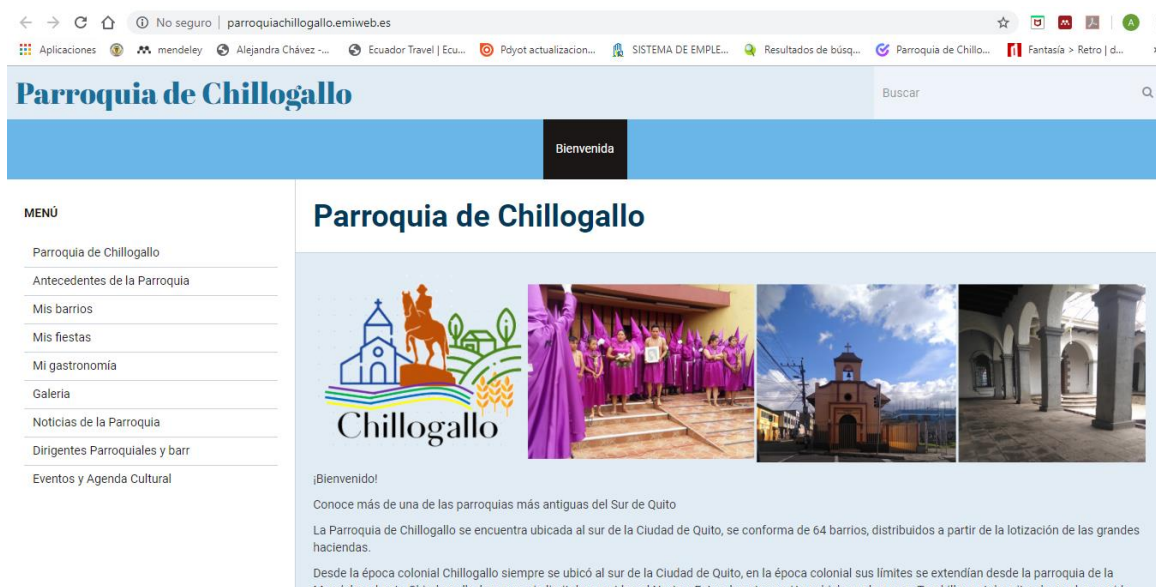 No seguro | parroquiachillogallo.emiweb.es
Aplicaciones mendeley Alejandra Chávez -... Ecuador Travel | Ecu... Pdyot actualizacion... SISTEMA DE EMPLE... Resultados de búsq... Parroquia de Chillo... Fantasía > Retro | d...
Parroquia de Chillogallo
Buscar
Bienvenida
MENÚ
Parroquia de Chillogallo
Antecedentes de la Parroquia
Mis barrios
Mis fiestas
Mi gastronomía
Galeria
Noticias de la Parroquia
Dirigentes Parroquiales y barr
Eventos y Agenda Cultural
Parroquia de Chillogallo
Chillogallo
¡Bienvenido!
Conoce más de una de las parroquias más antiguas del Sur de Quito
La Parroquia de Chillogallo se encuentra ubicada al sur de la Ciudad de Quito, se conforma de 64 barrios, distribuidos a partir de la lotización de las grandes
haciendas.
Desde la época colonial Chillogallo siempre se ubicó al sur de la Ciudad de Quito, en la época colonial sus límites se extendían desde la parroquia de la